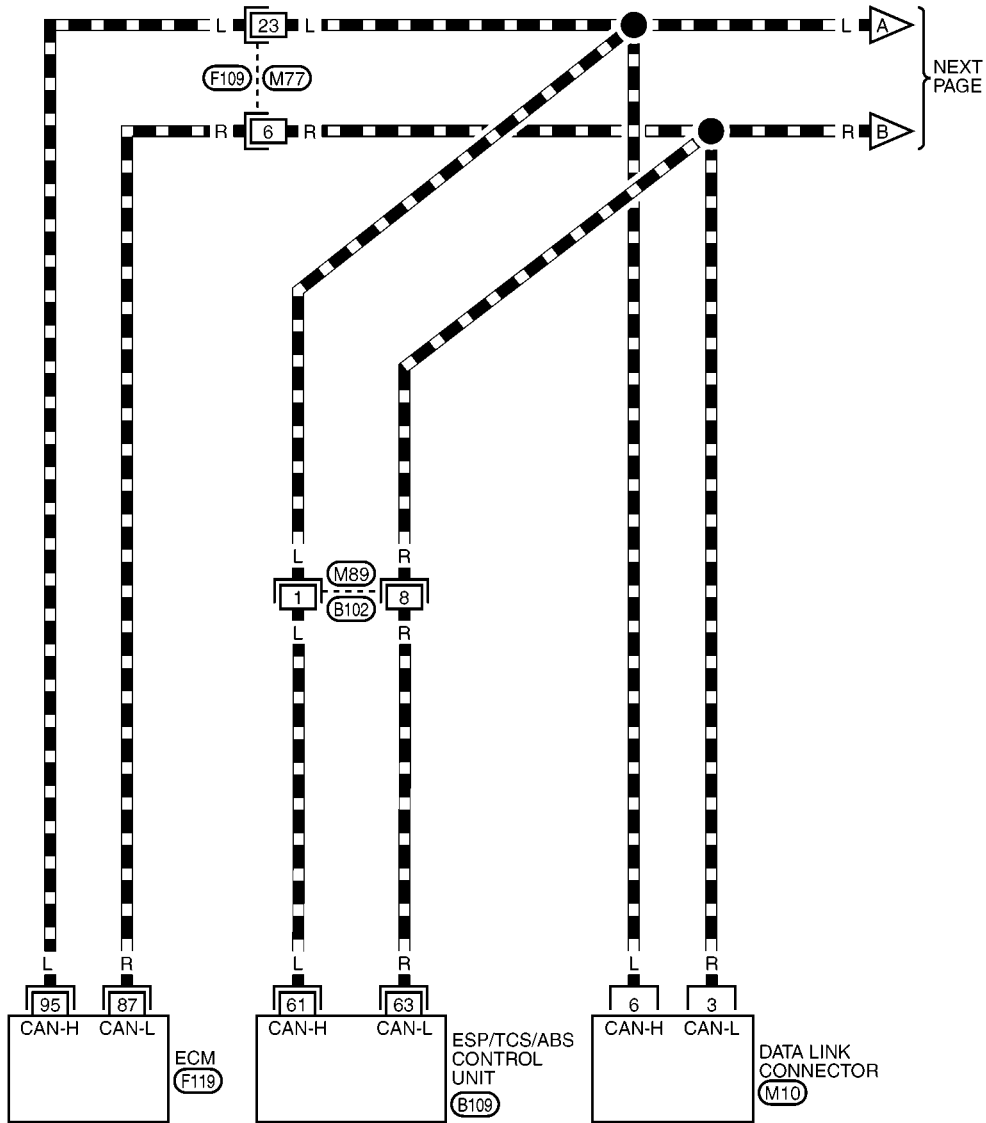 L 23 L L A
F109 M77
NEXT
PAGE
R 6 R R B
L R
M89
1 8
B102
L R
L R L R L R
95 87 61 63 6 3
CAN-H CAN-L CAN-H CAN-L CAN-H CAN-L
ECM
F119
ESP/TCS/ABS
CONTROL
UNIT
B109
DATA LINK
CONNECTOR
M10